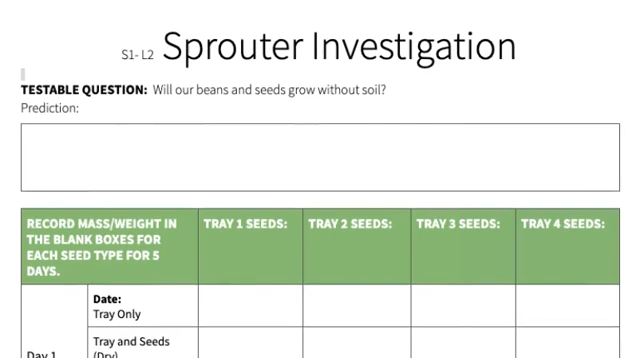 S1- L2 Sprouter Investigation
TESTABLE QUESTION: Will our beans and seeds grow without soil?
Prediction:
RECORD MASS/WEIGHT IN
THE BLANK BOXES FOR
EACH SEED TYPE FOR 5
DAYS.
TRAY 1 SEEDS:
TRAY 2 SEEDS:
TRAY 3 SEEDS:
TRAY 4 SEEDS:
Date:
Tray Only
Day 1
Tray and Seeds
(Dry)